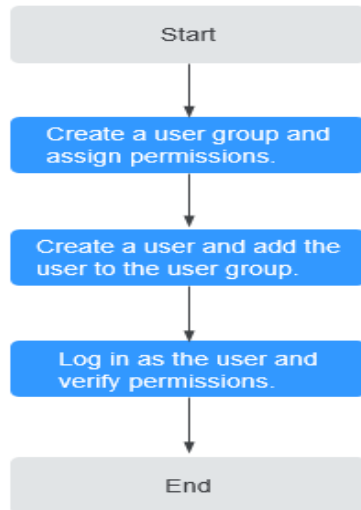 Start
Create a user group and
assign permissions.
Create a user and add the
user to the user group.
Log in as the user and
verify permissions.
End